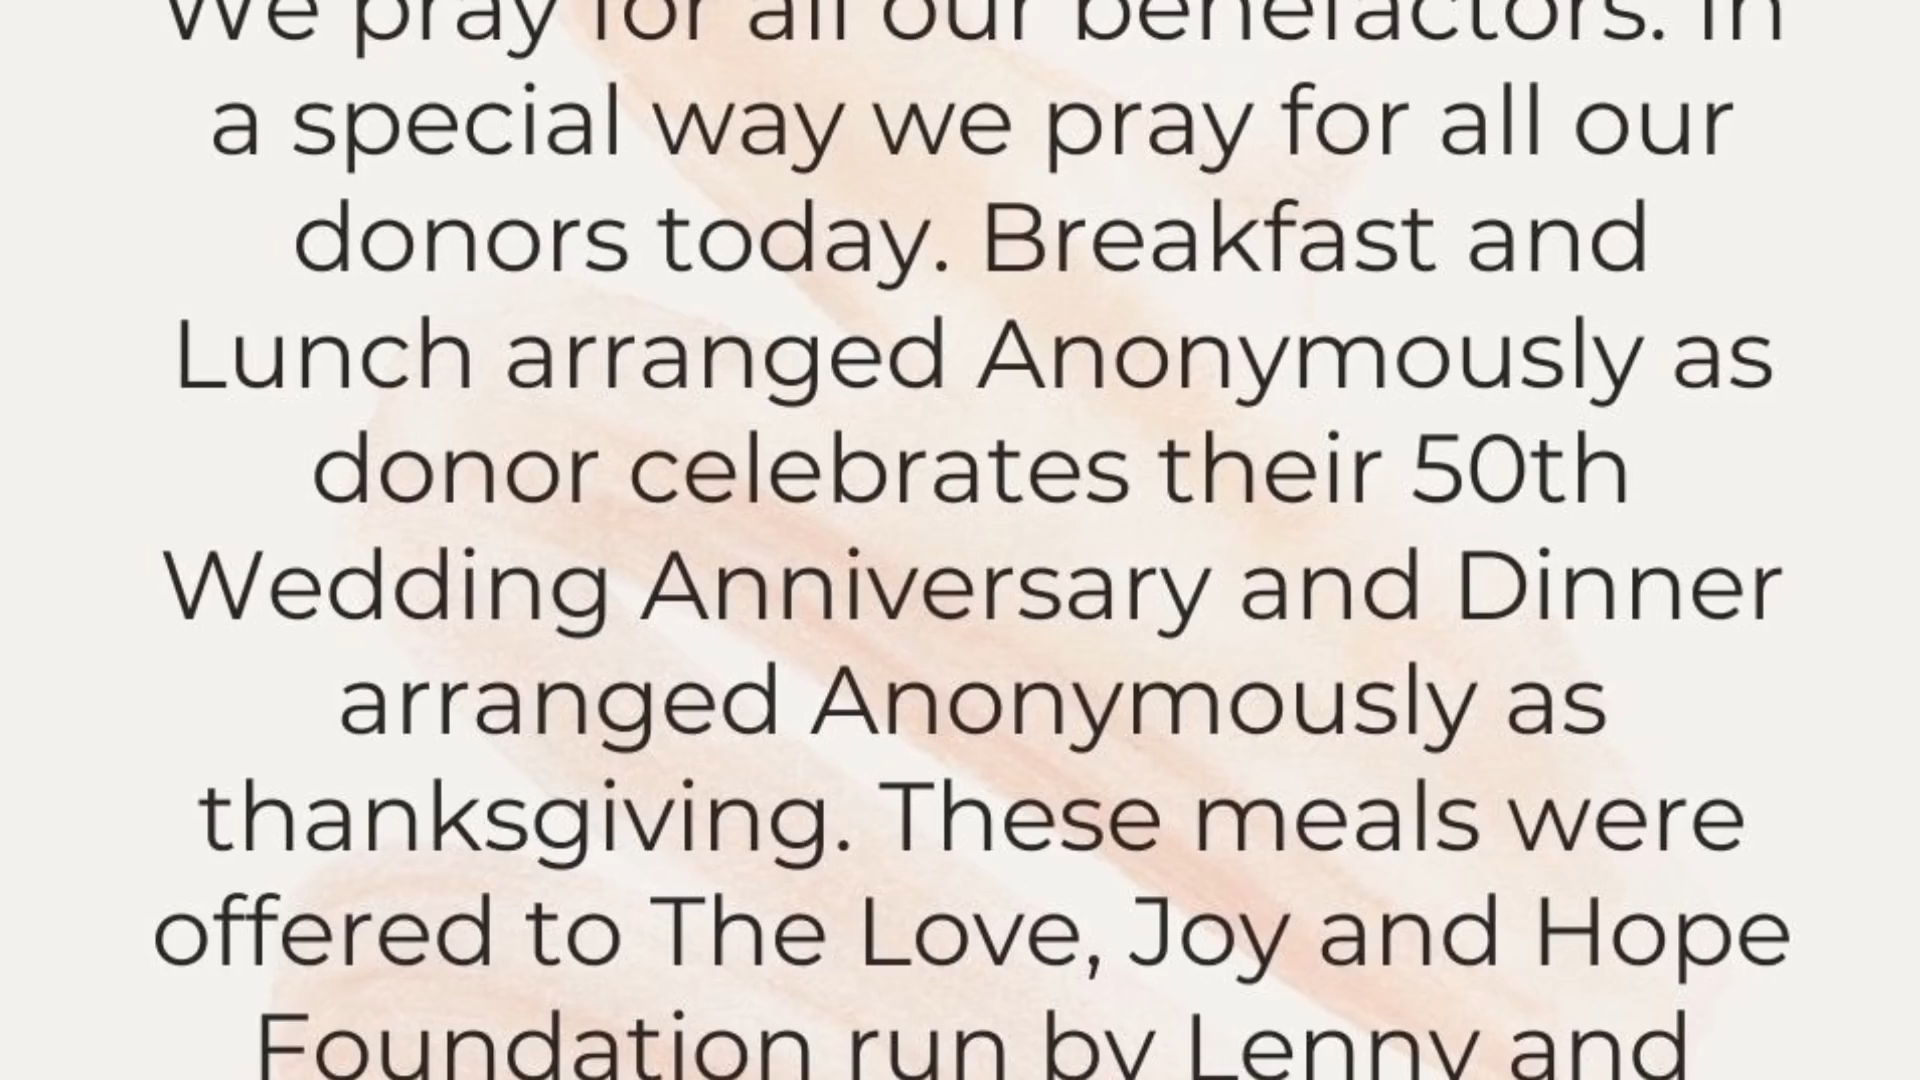 We pray for all our benefactors. In
a special way we pray for all our
donors today. Breakfast and
Lunch arranged Anonymously as
donor celebrates their 50th
Wedding Anniversary and Dinner
arranged Anonymously as
thanksgiving. These meals were
offered to The Love, Joy and Hope
Foundation run by Lenny and